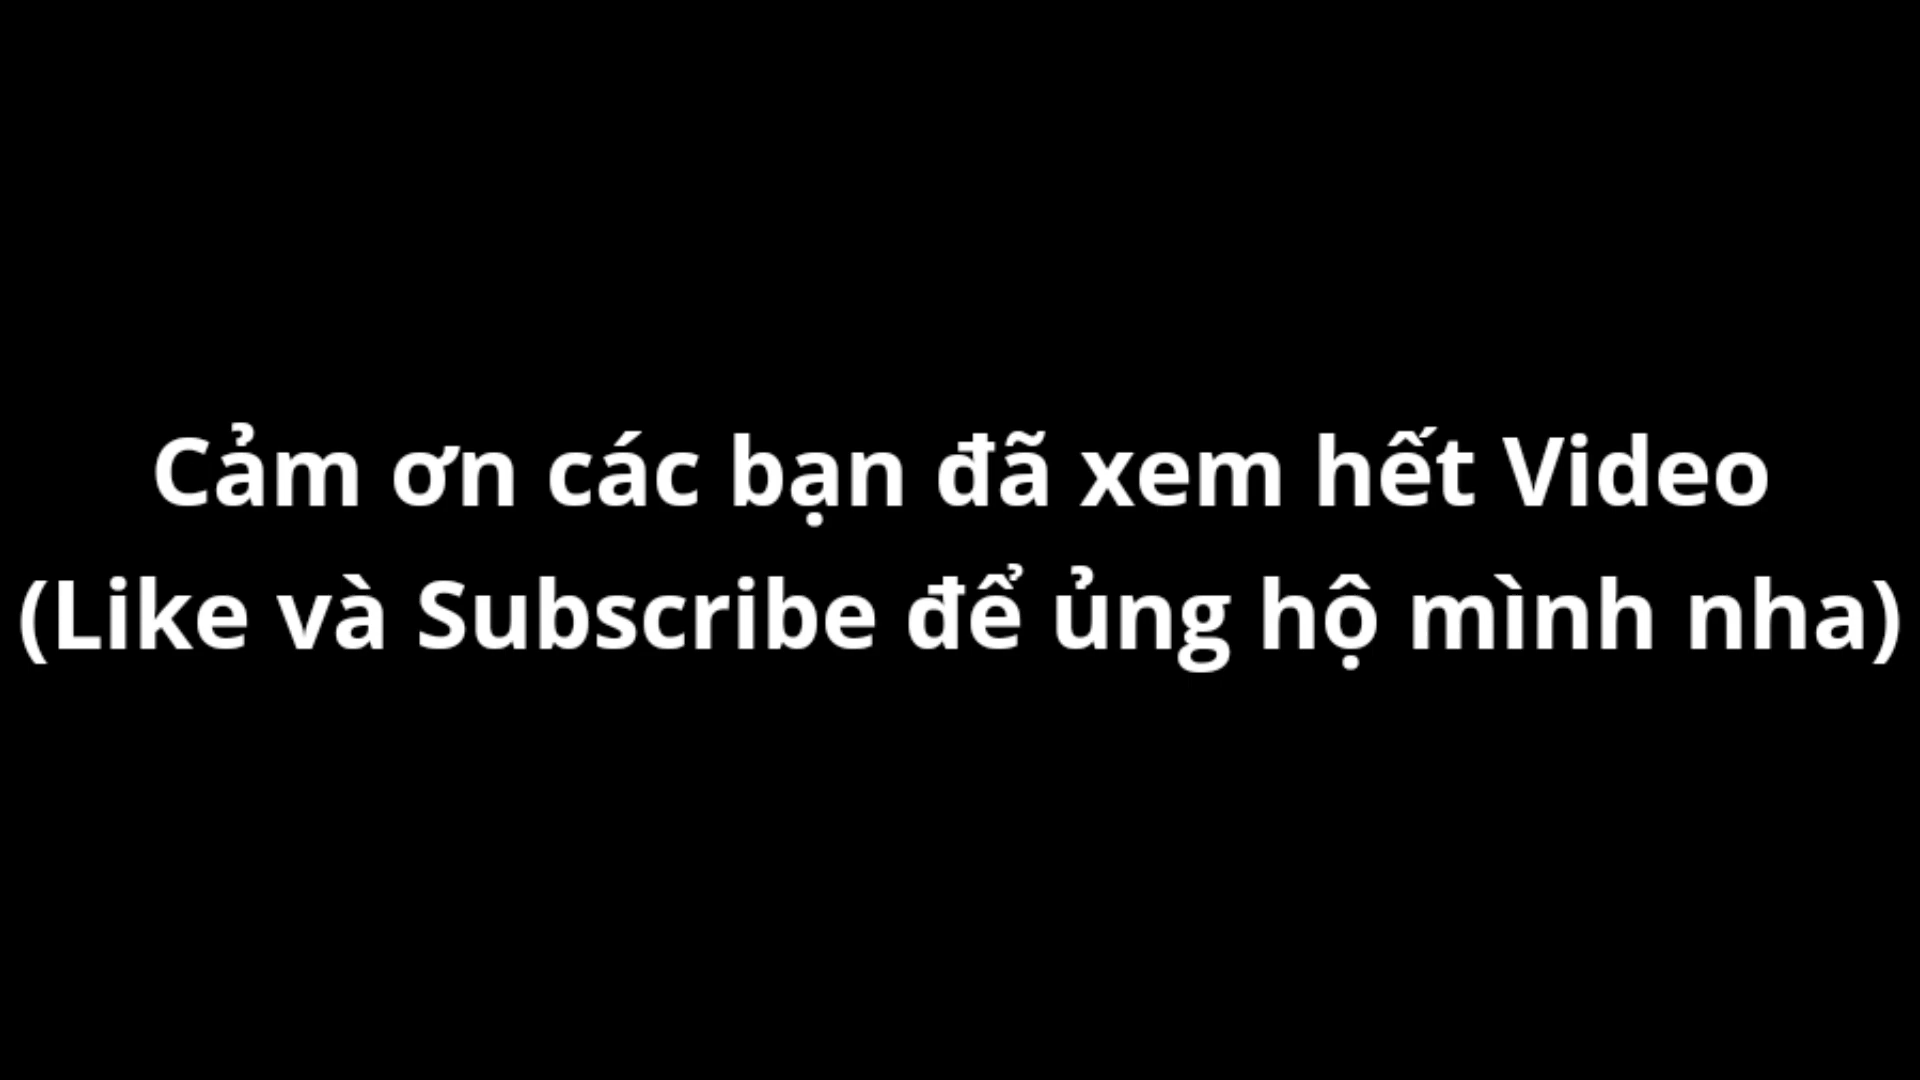 Cảm ơn các bạn đã xem hết Video
(Like và Subscribe để ủng hộ mình nha)